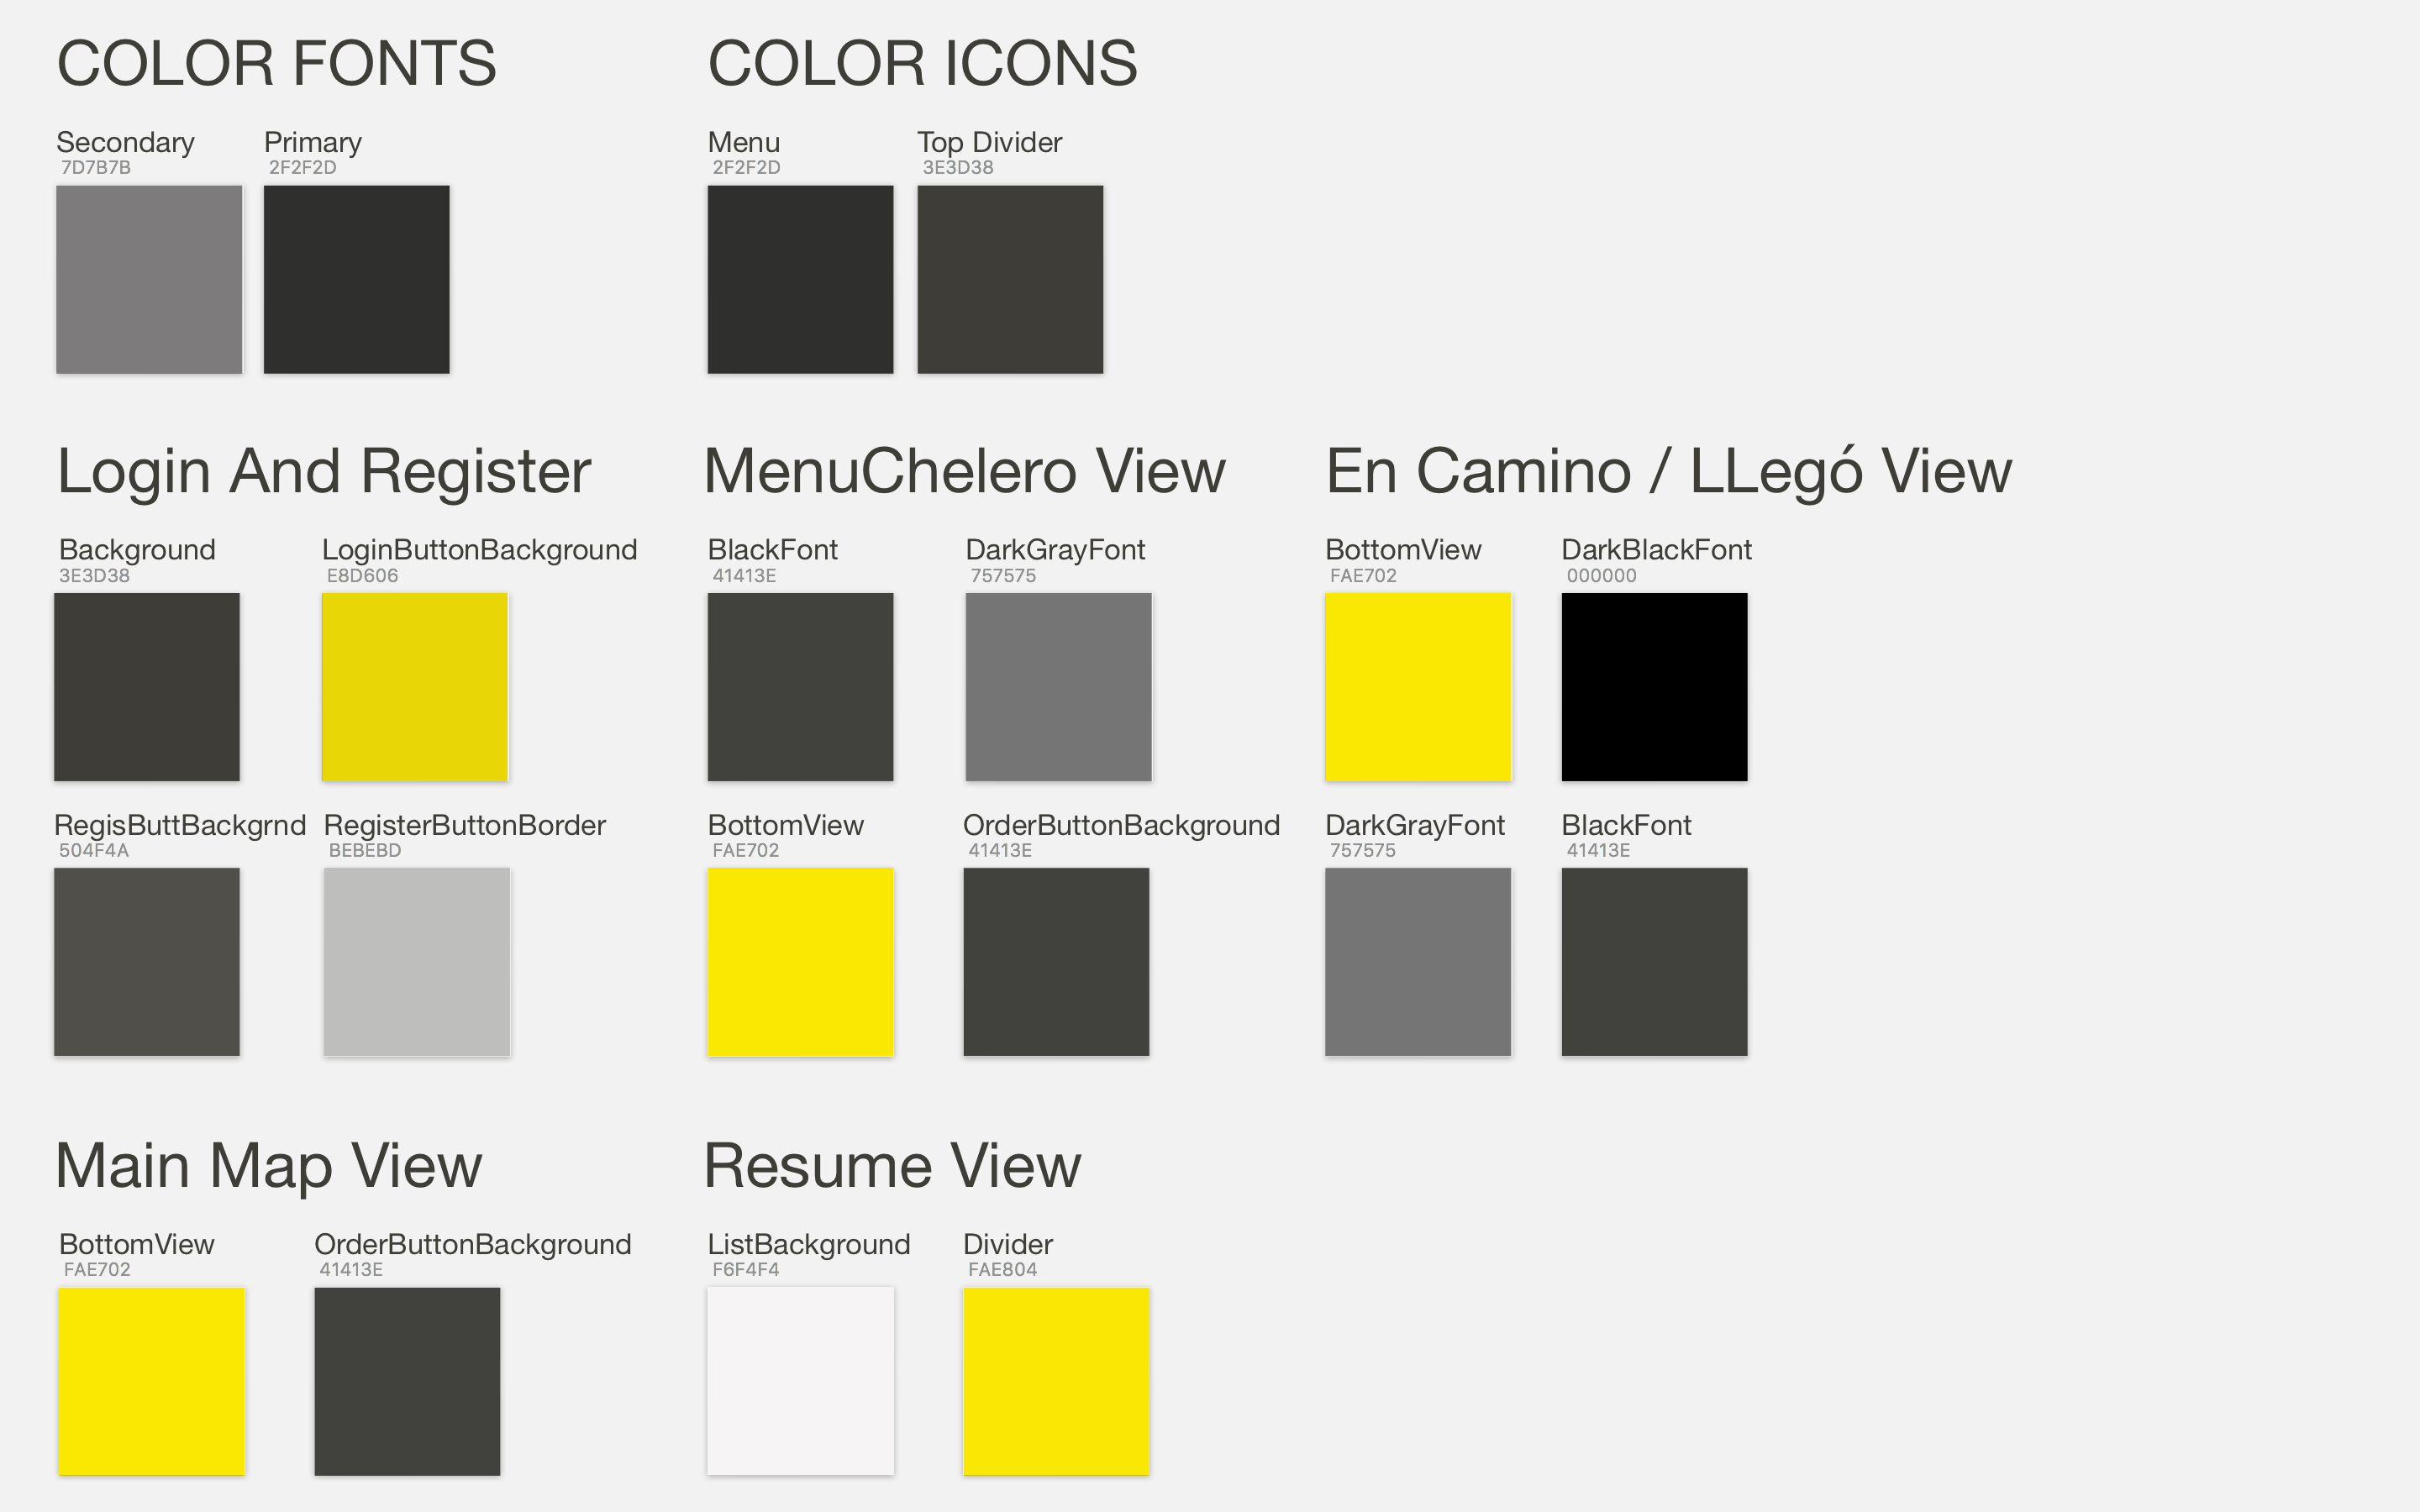 COLOR FONTS
Secondary
7D7B7B
Primary
2F2F2D
COLOR ICONS
Menu
2F2F2D
Top Divider
3E3D38
Login And Register
Background
3E3D38
LoginButtonBackground
E8D606
RegisButtBackgrnd
504F4A
RegisterButtonBorder
BEBEBD
MenuChelero View
BlackFont
41413E
DarkGrayFont
757575
BottomView
FAE702
OrderButtonBackground
41413E
En Camino / LLegó View
BottomView
FAE702
DarkBlackFont
000000
DarkGrayFont
757575
BlackFont
41413E
Main Map View
BottomView
FAE702
OrderButtonBackground
41413E
Resume View
ListBackground
F6F4F4
Divider
FAE804